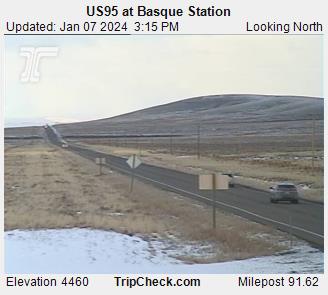 US95 at Basque Station
Updated: Jan 07 2024 3:15 PM Looking North
Elevation 4460 TripCheck.com Milepost 91.62